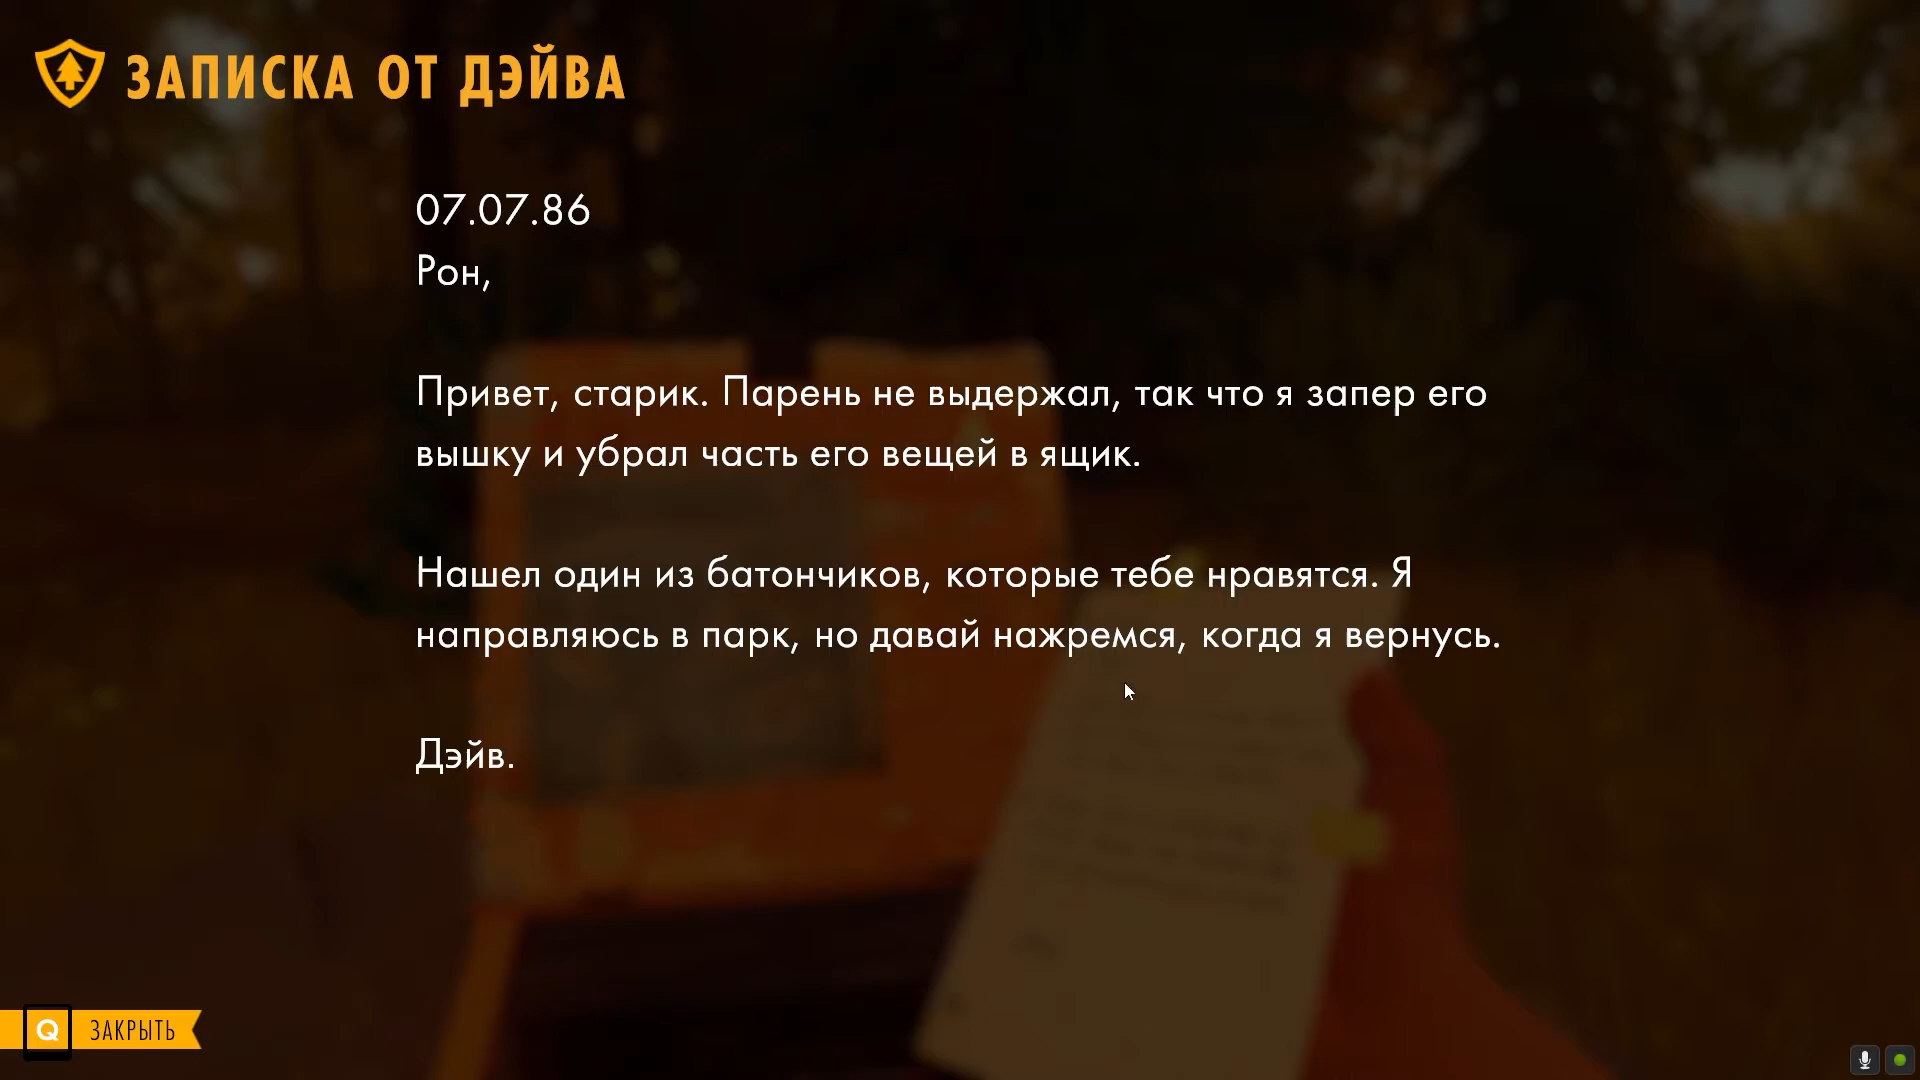 ЗАПИСКА ОТ ДЭЙВА
07.07.86
Рон,
Привет, старик. Парень не выдержал, так что я запер его
вышку и убрал часть его вещей в ящик.
Нашел один из батончиков, которые тебе нравятся. Я
направляюсь в парк, но давай нажремся, когда я вернусь.
Дэйв.
Q ЗАКРЫТЬ